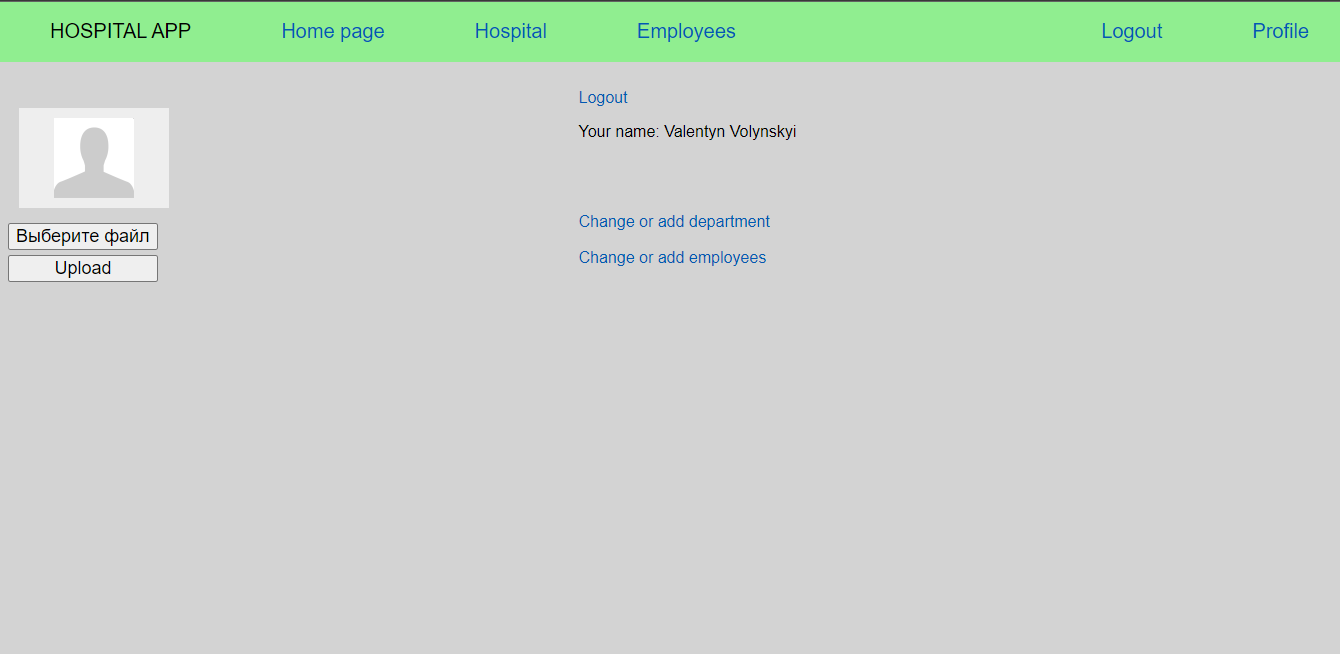 HOSPITAL APP Home page Hospital Employees Logout Profile
Logout
Your name: Valentyn Volynskyi
Выберите файл
Upload
Change or add department
Change or add employees